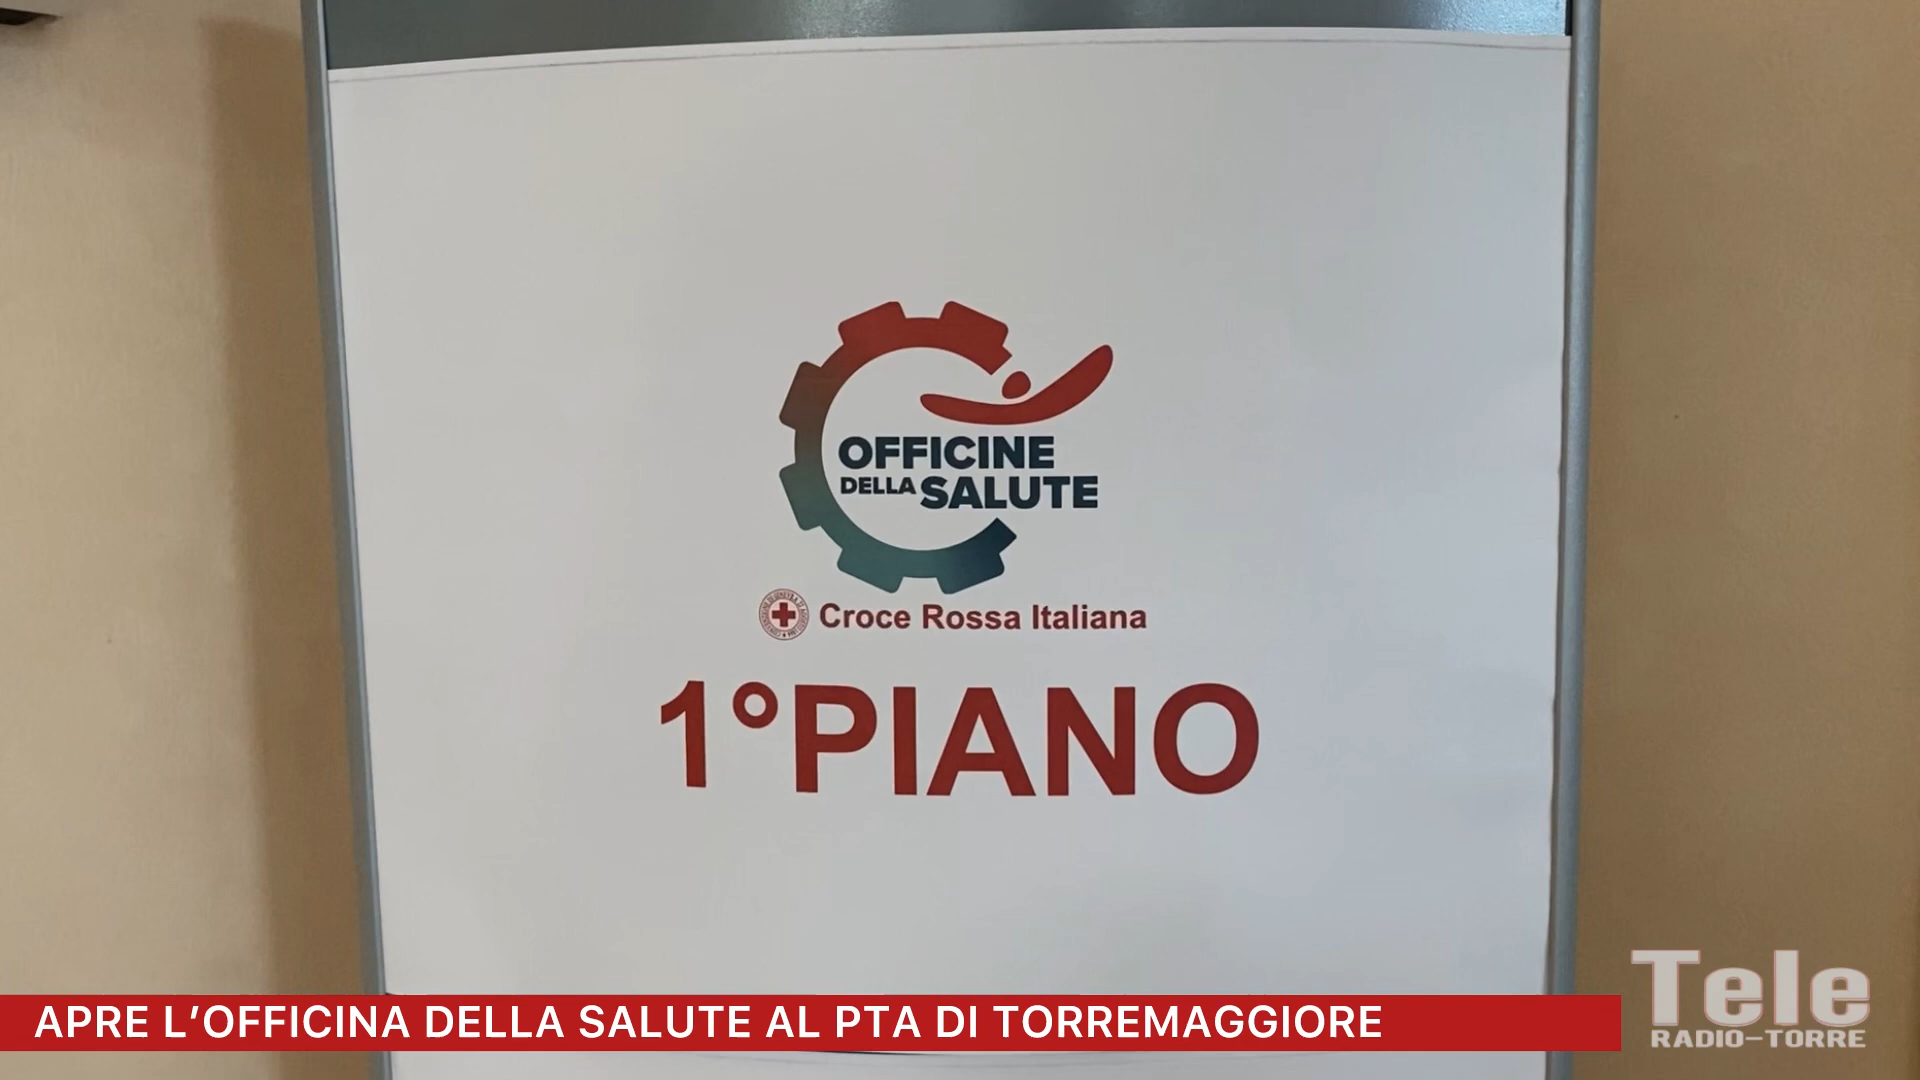 OFFICINE
DELLA SALUTE
Croce Rossa Italiana
1°PIANO
APRE L’OFFICINA DELLA SALUTE AL PTA DI TORREMAGGIORE
Tele
RADIO-TORRE